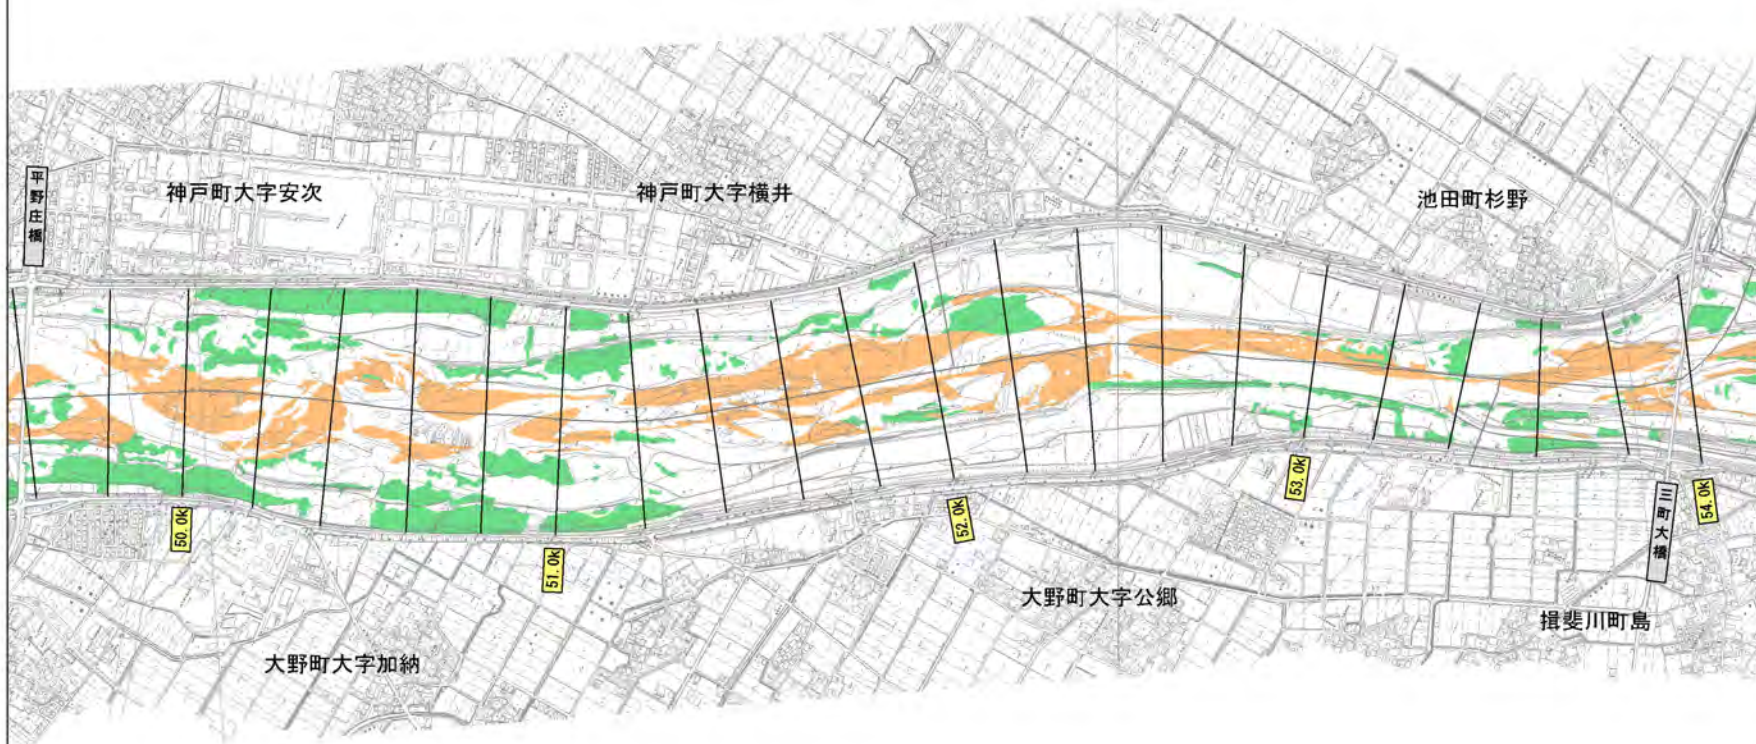 平野庄橋
神戸町大字安次
神戸町大字横井
池田町杉野
50.0k
51.0k
52.0k
53.0k
54.0k
三町大橋
大野町大字加納
大野町大字公郷
揖斐川町島